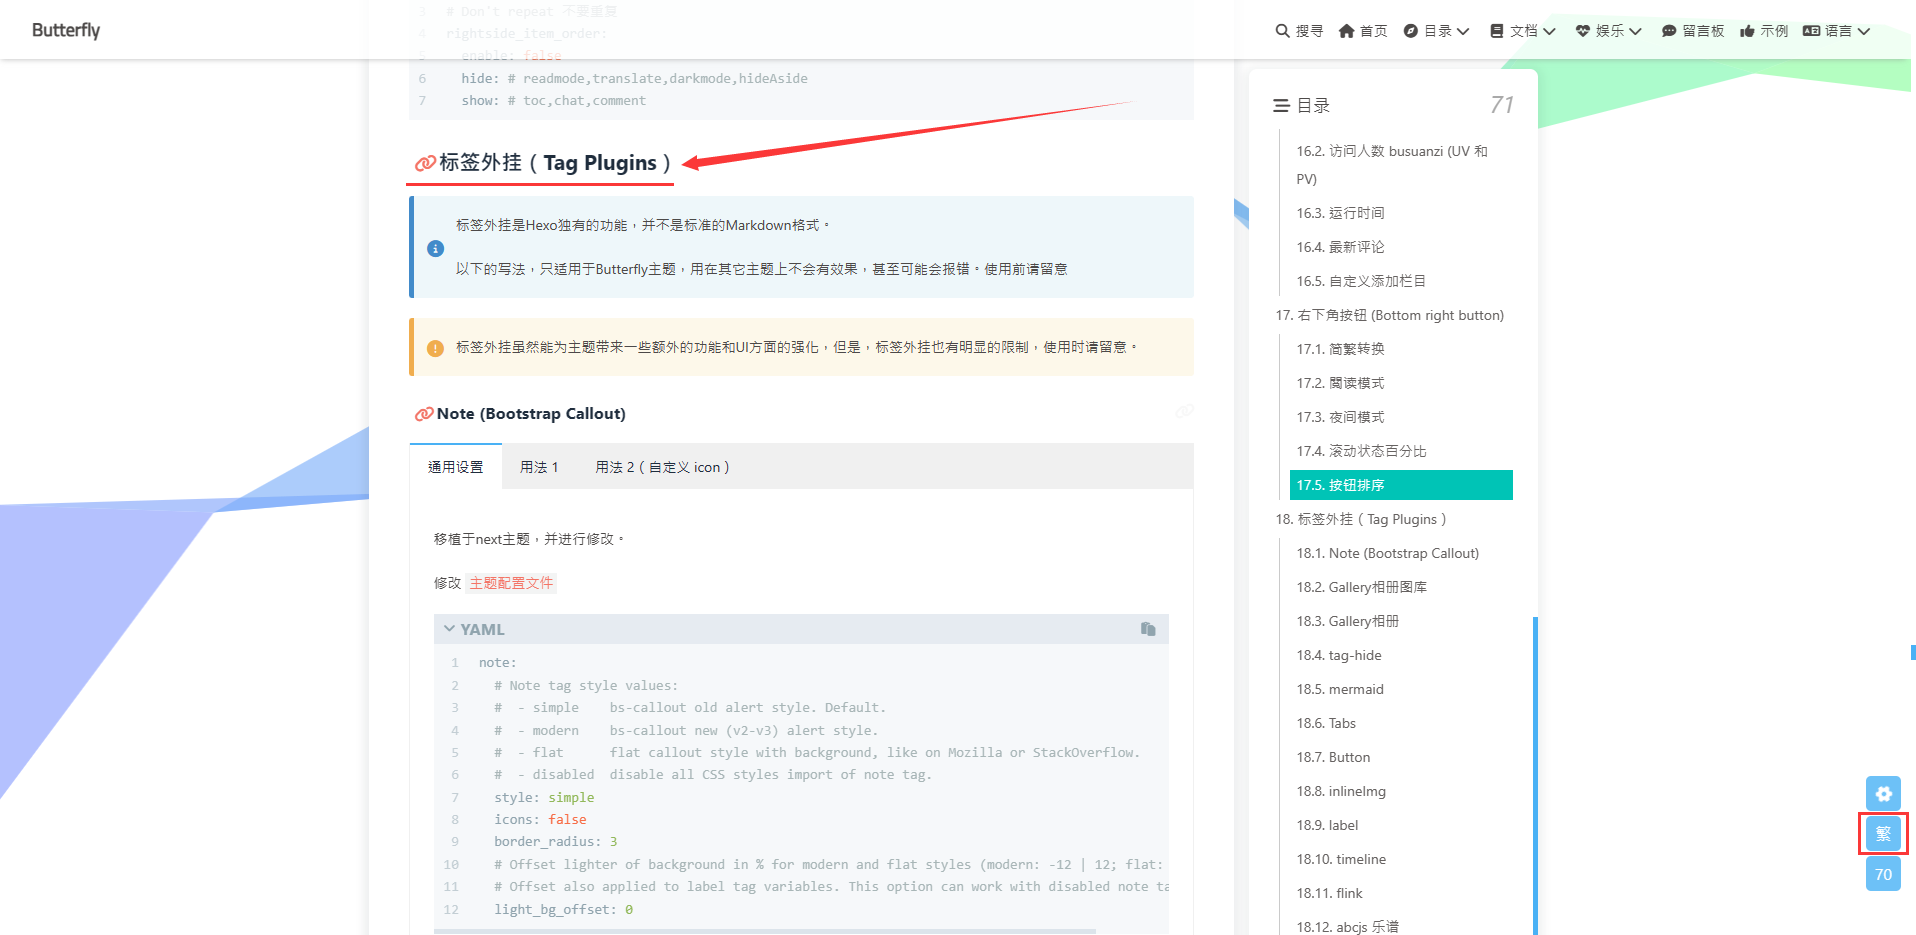 Butterfly
搜寻 首页 目录 文档 娱乐 留言板 示例 语言
3 # Don't repeat 不要重复
4 rightside_item_order:
5 enable: false
6 hide: # readmode,translate,darkmode,hideAside
7 show: # toc,chat,comment
标签外挂（Tag Plugins）
标签外挂是Hexo独有的功能，并不是标准的Markdown格式。
以下的写法，只适用于Butterfly主题，用在其它主题上不会有效果，甚至可能会报错。使用前请留意
标签外挂虽然能为主题带来一些额外的功能和UI方面的强化，但是，标签外挂也有明显的限制，使用时请留意。
Note (Bootstrap Callout)
通用设置 用法 1 用法 2（自定义 icon）
移植于next主题，并进行修改。
修改 主题配置文件
YAML
1 note:
2 # Note tag style values:
3 #  - simple    bs-callout old alert style. Default.
4 #  - modern    bs-callout new (v2-v3) alert style.
5 #  - flat      flat callout style with background, like on Mozilla or StackOverflow.
6 #  - disabled  disable all CSS styles import of note tag.
7 style: simple
8 icons: false
9 border_radius: 3
10 # Offset lighter of background in % for modern and flat styles (modern: -12 | 12; flat:
11 # Offset also applied to label tag variables. This option can work with disabled note ta
12 light_bg_offset: 0
目录 71
16.2. 访问人数 busuanzi (UV 和
PV)
16.3. 运行时间
16.4. 最新评论
16.5. 自定义添加栏目
17. 右下角按钮 (Bottom right button)
17.1. 简繁转换
17.2. 閲读模式
17.3. 夜间模式
17.4. 滚动状态百分比
17.5. 按钮排序
18. 标签外挂（Tag Plugins）
18.1. Note (Bootstrap Callout)
18.2. Gallery相册图库
18.3. Gallery相册
18.4. tag-hide
18.5. mermaid
18.6. Tabs
18.7. Button
18.8. inlineImg
18.9. label
18.10. timeline
18.11. flink
18.12. abcjs 乐谱
繁
70